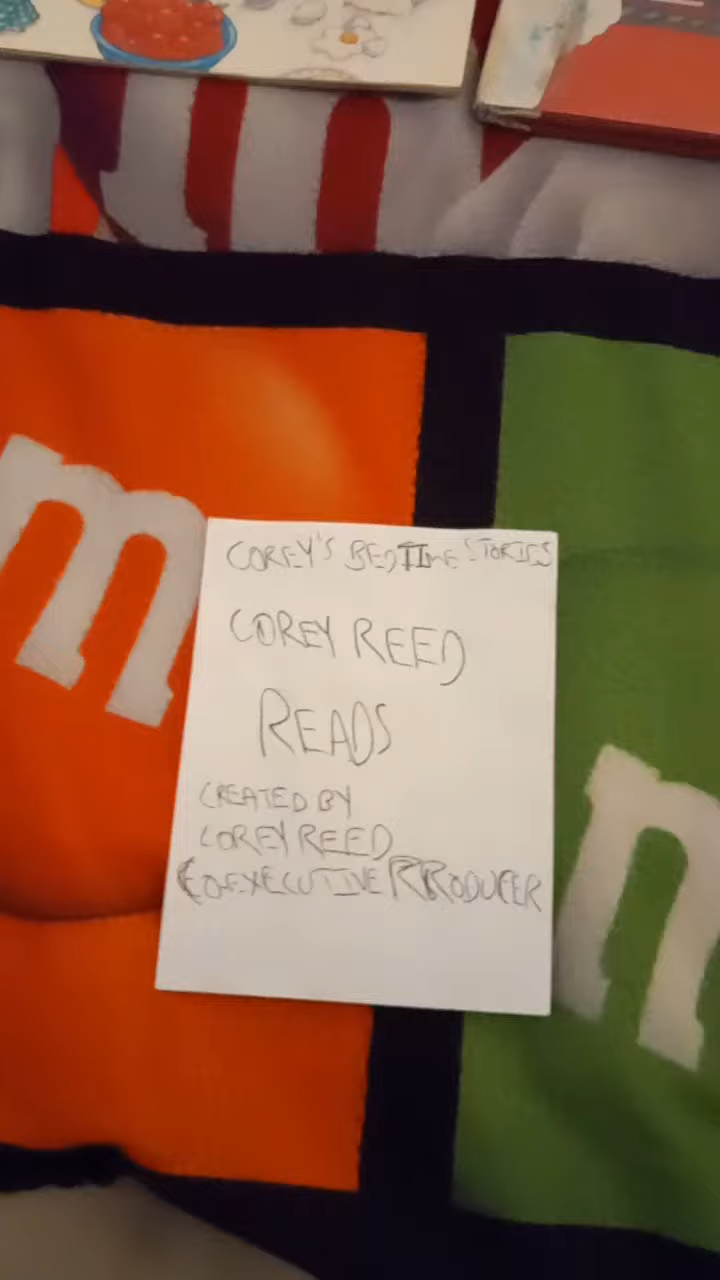 COREY'S BEDTIME STORIES
COREY REED
READS
CREATED BY
COREY REED
CO-EXECUTIVE PRODUCER
m
m